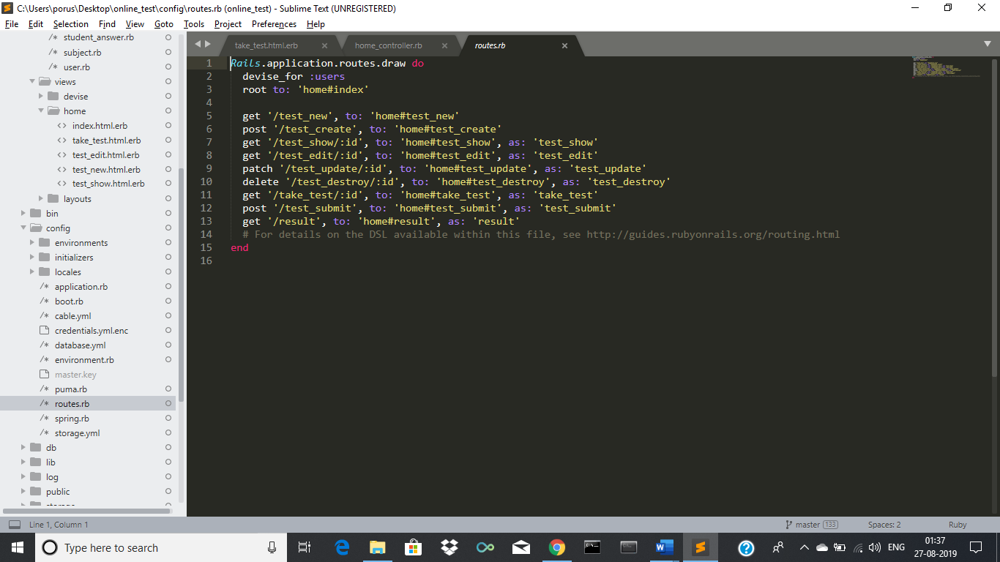 C:\Users\porus\Desktop\online_test\config\routes.rb (online_test) - Sublime Text (UNREGISTERED)
File Edit Selection Find View Goto Tools Project Preferences Help
student_answer.rb
subject.rb
user.rb
views
devise
home
index.html.erb
take_test.html.erb
test_edit.html.erb
test_new.html.erb
test_show.html.erb
layouts
bin
config
environments
initializers
locales
application.rb
boot.rb
cable.yml
credentials.yml.enc
database.yml
environment.rb
master.key
puma.rb
routes.rb
spring.rb
storage.yml
db
lib
log
public
storage
take_test.html.erb home_controller.rb routes.rb
1 Rails.application.routes.draw do
2 devise_for :users
3 root to: 'home#index'
4
5 get '/test_new', to: 'home#test_new'
6 post '/test_create', to: 'home#test_create'
7 get '/test_show/:id', to: 'home#test_show', as: 'test_show'
8 get '/test_edit/:id', to: 'home#test_edit', as: 'test_edit'
9 patch '/test_update/:id', to: 'home#test_update', as: 'test_update'
10 delete '/test_destroy/:id', to: 'home#test_destroy', as: 'test_destroy'
11 get '/take_test/:id', to: 'home#take_test', as: 'take_test'
12 post '/test_submit', to: 'home#test_submit', as: 'test_submit'
13 get '/result', to: 'home#result', as: 'result'
14 # For details on the DSL available within this file, see http://guides.rubyonrails.org/routing.html
15 end
16
Line 1, Column 1 master 133 Spaces: 2 Ruby
Type here to search
ENG
01:37
27-08-2019